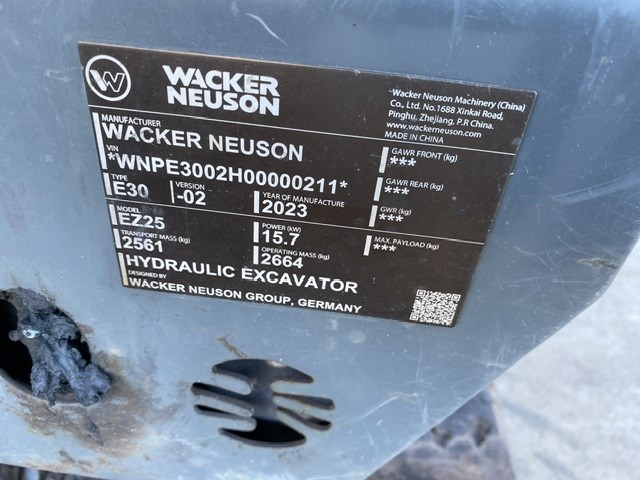 WACKER
NEUSON
Wacker Neuson Machinery (China)
Co., Ltd. No.1688 Xinkai Road,
Pinghu, Zhejiang, P.R China.
www.wackerneuson.com
MADE IN CHINA
MANUFACTURER
WACKER NEUSON
VIN
*WNPE3002H00000211*
TYPE VERSION YEAR OF MANUFACTURE
E30 -02 2023
MODEL POWER (kW)
EZ25 15.7
TRANSPORT MASS (kg) OPERATING MASS (kg)
2561 2664
HYDRAULIC EXCAVATOR
DESIGNED BY
WACKER NEUSON GROUP, GERMANY
GAWR FRONT (kg)
***
GAWR REAR (kg)
***
GWR (kg)
***
MAX. PAYLOAD (kg)
***